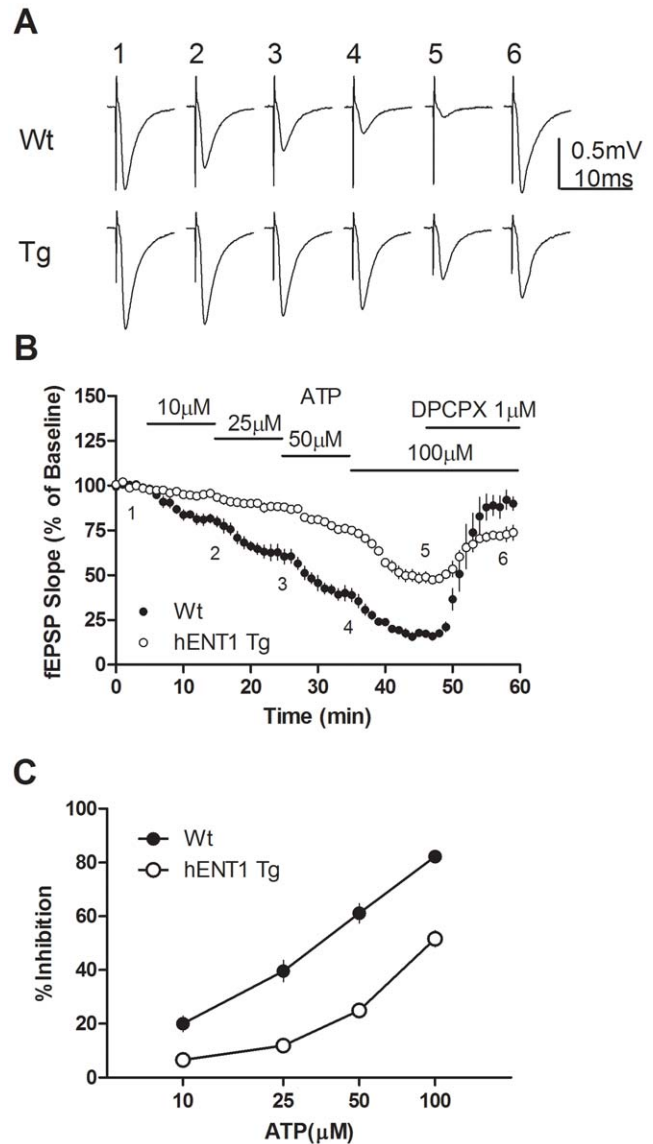 A
1 2 3 4 5 6
Wt
0.5mV
10ms
Tg
B
fEPSP Slope (% of Baseline)
150
125
100
75
50
25
0
ATP
DPCPX 1μM
10μM
25μM
50μM
100μM
1
2
3
4
5
6
Wt
hENT1 Tg
0 10 20 30 40 50 60
Time (min)
C
% Inhibition
100
80
60
40
20
0
Wt
hENT1 Tg
10 25 50 100
ATP(μM)